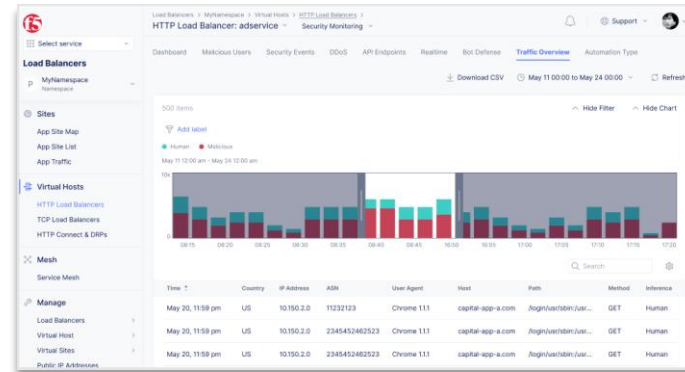 Load Balancers > MyNamespace > Virtual Hosts > HTTP Load Balancers >
HTTP Load Balancer: adservice
Security Monitoring
Support
Select service
Load Balancers
P
MyNamespace
Namespace
Sites
App Site Map
App Site List
App Traffic
Virtual Hosts
HTTP Load Balancers
TCP Load Balancers
HTTP Connect & DRPs
Mesh
Service Mesh
Manage
Load Balancers
Virtual Host
Virtual Sites
Public IP Addresses
Dashboard Malicious Users Security Events DDoS API Endpoints Realtime Bot Defense Traffic Overview Automation Type
Download CSV May 11 00:00 to May 24 00:00 Refresh
500 items Hide Filter Hide Chart
Add label
Human Malicious
May 11 12:00 am - May 24 12:00 am
10k
0
08:15 08:20 08:25 08:30 08:35 08:40 08:45 16:50 16:55 17:00 17:05 17:10 17:15 17:20
Search
Time Country IP Address ASN User Agent Host Path Method Inference
May 20, 11:59 pm US 10.150.2.0 11232123 Chrome 1.1.1 capital-app-a.com /login/usr/sbin:/usr... GET Human
May 20, 11:59 pm US 10.150.2.0 2345452462523 Chrome 1.1.1 capital-app-a.com /login/usr/sbin:/usr... GET Human
May 20, 11:59 pm US 10.150.2.0 2345452462523 Chrome 1.1.1 capital-app-a.com /login/usr/sbin:/usr... GET Human